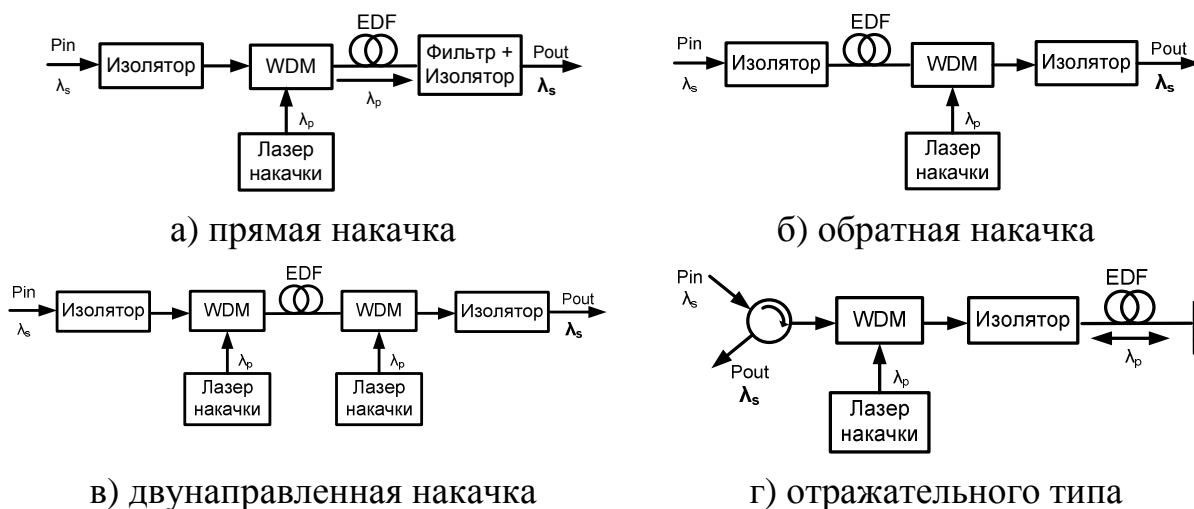 EDF
Pin
λs
Изолятор
WDM
λp
Фильтр +
Изолятор
Pout
λs
λp
Лазер
накачки
а) прямая накачка
EDF
Pin
λs
Изолятор
WDM
Изолятор
Pout
λs
λp
Лазер
накачки
б) обратная накачка
EDF
Pin
λs
Изолятор
WDM
WDM
Изолятор
Pout
λs
λp
λp
Лазер
накачки
Лазер
накачки
в) двунаправленная накачка
Pin
λs
EDF
WDM
Изолятор
λp
Pout
λs
λp
Лазер
накачки
г) отражательного типа